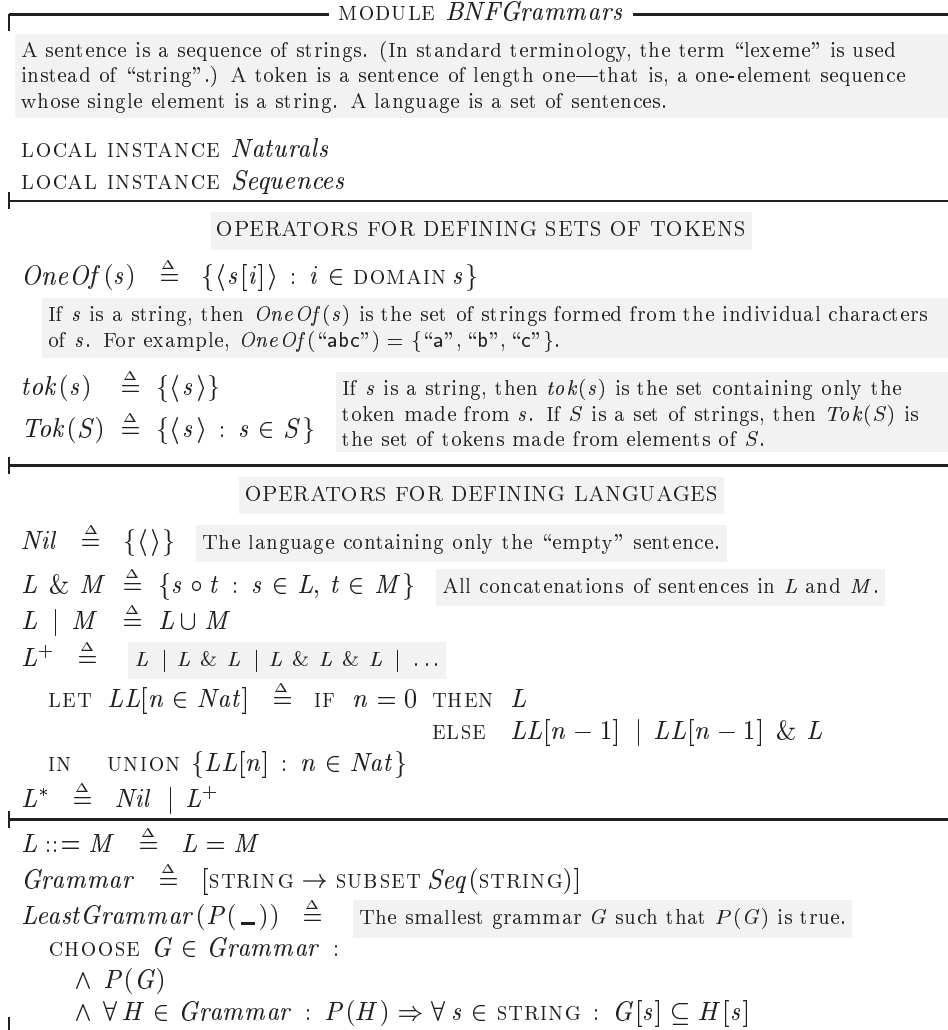 MODULE BNFGrammars
A sentence is a sequence of strings. (In standard terminology, the term “lexeme” is used
instead of “string”.) A token is a sentence of length one—that is, a one-element sequence
whose single element is a string. A language is a set of sentences.
LOCAL INSTANCE Naturals
LOCAL INSTANCE Sequences
OPERATORS FOR DEFINING SETS OF TOKENS
OneOf(s) ≜ {⟨s[i]⟩ : i ∈ DOMAIN s}
If s is a string, then OneOf(s) is the set of strings formed from the individual characters
of s. For example, OneOf(“abc”) = {“a”, “b”, “c”}.
tok(s) ≜ {⟨s⟩}
Tok(S) ≜ {⟨s⟩ : s ∈ S}
If s is a string, then tok(s) is the set containing only the
token made from s. If S is a set of strings, then Tok(S) is
the set of tokens made from elements of S.
OPERATORS FOR DEFINING LANGUAGES
Nil ≜ {⟨⟩} The language containing only the “empty” sentence.
L & M ≜ {s ∘ t : s ∈ L, t ∈ M} All concatenations of sentences in L and M.
L | M ≜ L ∪ M
L⁺ ≜ L | L & L | L & L & L | ...
LET LL[n ∈ Nat] ≜ IF n = 0 THEN L
ELSE LL[n − 1] | LL[n − 1] & L
IN UNION {LL[n] : n ∈ Nat}
L* ≜ Nil | L⁺
L ::= M ≜ L = M
Grammar ≜ [STRING → SUBSET Seq(STRING)]
LeastGrammar(P(_)) ≜ The smallest grammar G such that P(G) is true.
CHOOSE G ∈ Grammar :
∧ P(G)
∧ ∀ H ∈ Grammar : P(H) ⇒ ∀ s ∈ STRING : G[s] ⊆ H[s]